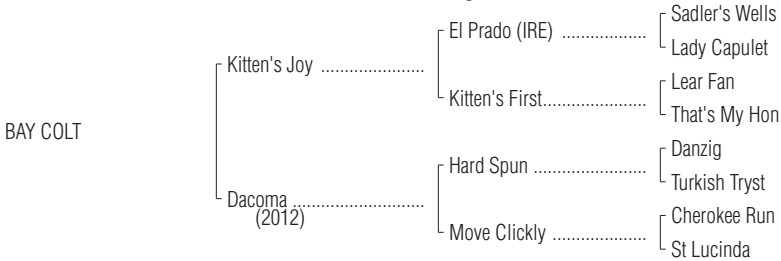 Sadler's Wells
El Prado (IRE) ..................
Lady Capulet
Kitten's Joy ......................
Lear Fan
Kitten's First.......................
That's My Hon
BAY COLT
Danzig
Hard Spun ........................
Turkish Tryst
Dacoma ............................
(2012)
Cherokee Run
Move Clickly ....................
St Lucinda